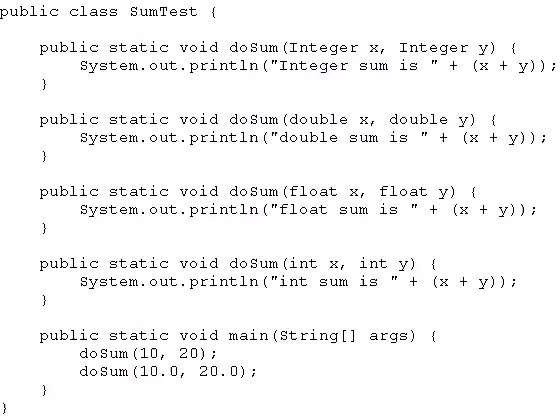 public class SumTest {
public static void doSum(Integer x, Integer y) {
System.out.println("Integer sum is " + (x + y));
}
public static void doSum(double x, double y) {
System.out.println("double sum is " + (x + y));
}
public static void doSum(float x, float y) {
System.out.println("float sum is " + (x + y));
}
public static void doSum(int x, int y) {
System.out.println("int sum is " + (x + y));
}
public static void main(String[] args) {
doSum(10, 20);
doSum(10.0, 20.0);
}
}